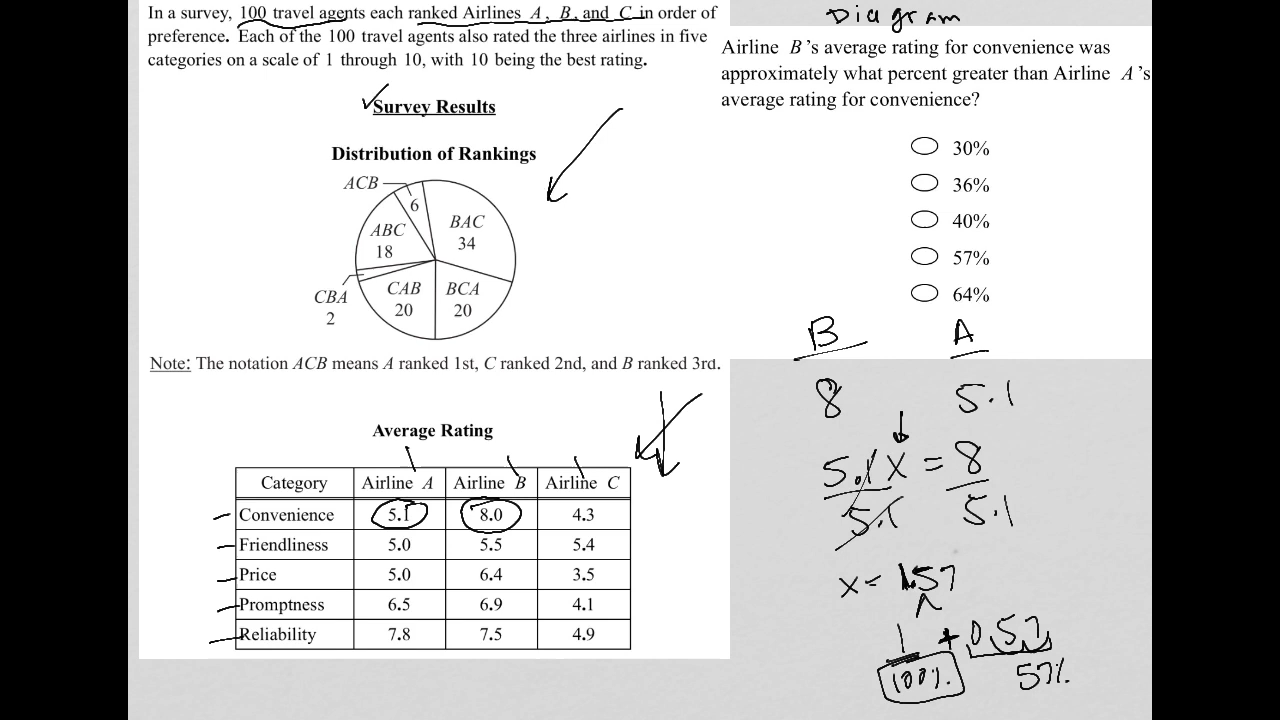 In a survey, 100 travel agents each ranked Airlines A, B, and C in order of
preference. Each of the 100 travel agents also rated the three airlines in five
categories on a scale of 1 through 10, with 10 being the best rating.
Survey Results
Distribution of Rankings
ACB
6
BAC
34
ABC
18
CBA
2
CAB
20
BCA
20
Note: The notation ACB means A ranked 1st, C ranked 2nd, and B ranked 3rd.
Average Rating
Category Airline A Airline B Airline C
Convenience 5.1 8.0 4.3
Friendliness 5.0 5.5 5.4
Price 5.0 6.4 3.5
Promptness 6.5 6.9 4.1
Reliability 7.8 7.5 4.9
Diagram
Airline B's average rating for convenience was
approximately what percent greater than Airline A's
average rating for convenience?
30%
36%
40%
57%
64%
B A
8 5.1
5.1x = 8
5.1 5.1
x = 1.57
1 + 0.57
100% 57%